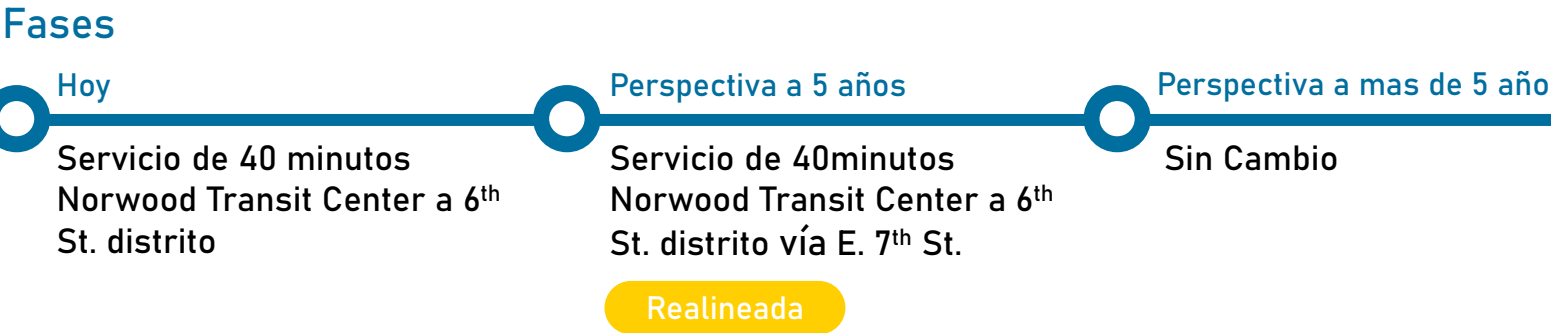 Fases
Hoy
Servicio de 40 minutos
Norwood Transit Center a 6th
St. distrito
Perspectiva a 5 años
Servicio de 40minutos
Norwood Transit Center a 6th
St. distrito vía E. 7th St.
Realineada
Perspectiva a mas de 5 año
Sin Cambio